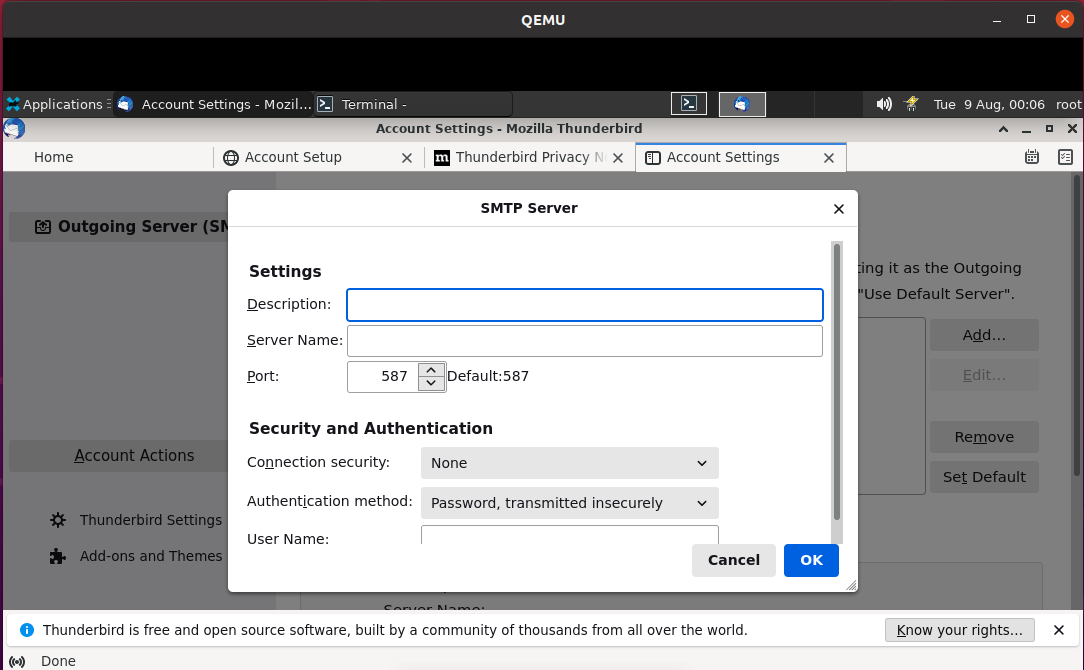 QEMU
Applications
Account Settings - Mozil...
Terminal -
Tue 9 Aug, 00:06
root
Account Settings - Mozilla Thunderbird
Home
Account Setup
Thunderbird Privacy N
Account Settings
Outgoing Server (SM
SMTP Server
Settings
Description:
Server Name:
Port:
587
Default:587
Security and Authentication
Connection security:
None
Authentication method:
Password, transmitted insecurely
User Name:
Cancel
OK
ting it as the Outgoing
"Use Default Server".
Add...
Edit...
Remove
Set Default
Account Actions
Thunderbird Settings
Add-ons and Themes
Server Name:
Thunderbird is free and open source software, built by a community of thousands from all over the world.
Know your rights...
Done